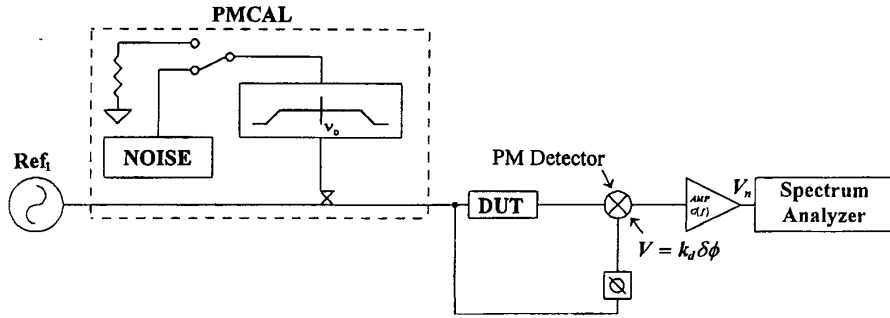 PMCAL
ν₀
NOISE
Ref₁
PM Detector
DUT
AMP
G(f)
Vₙ
Spectrum
Analyzer
V = k_d δϕ